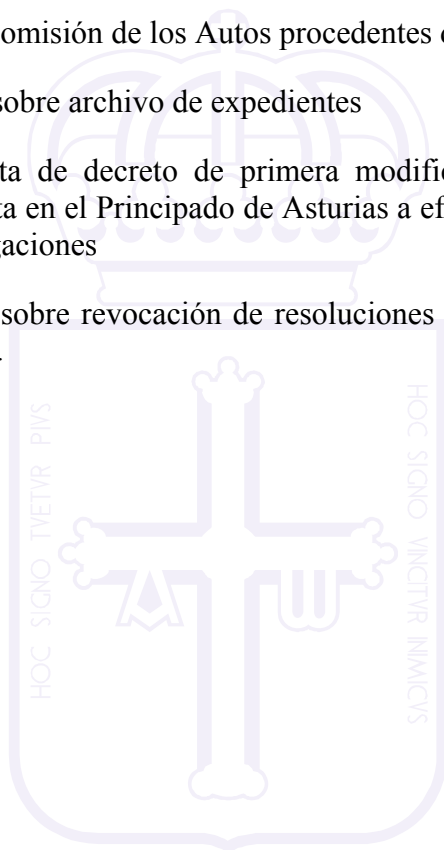 omisión de los Autos procedentes
sobre archivo de expedientes
ta de decreto de primera modific
ta en el Principado de Asturias a ef
gaciones
sobre revocación de resoluciones
HOC SIGNO TVETVR PIVS
HOC SIGNO VINCITVR INIMICVS
A W